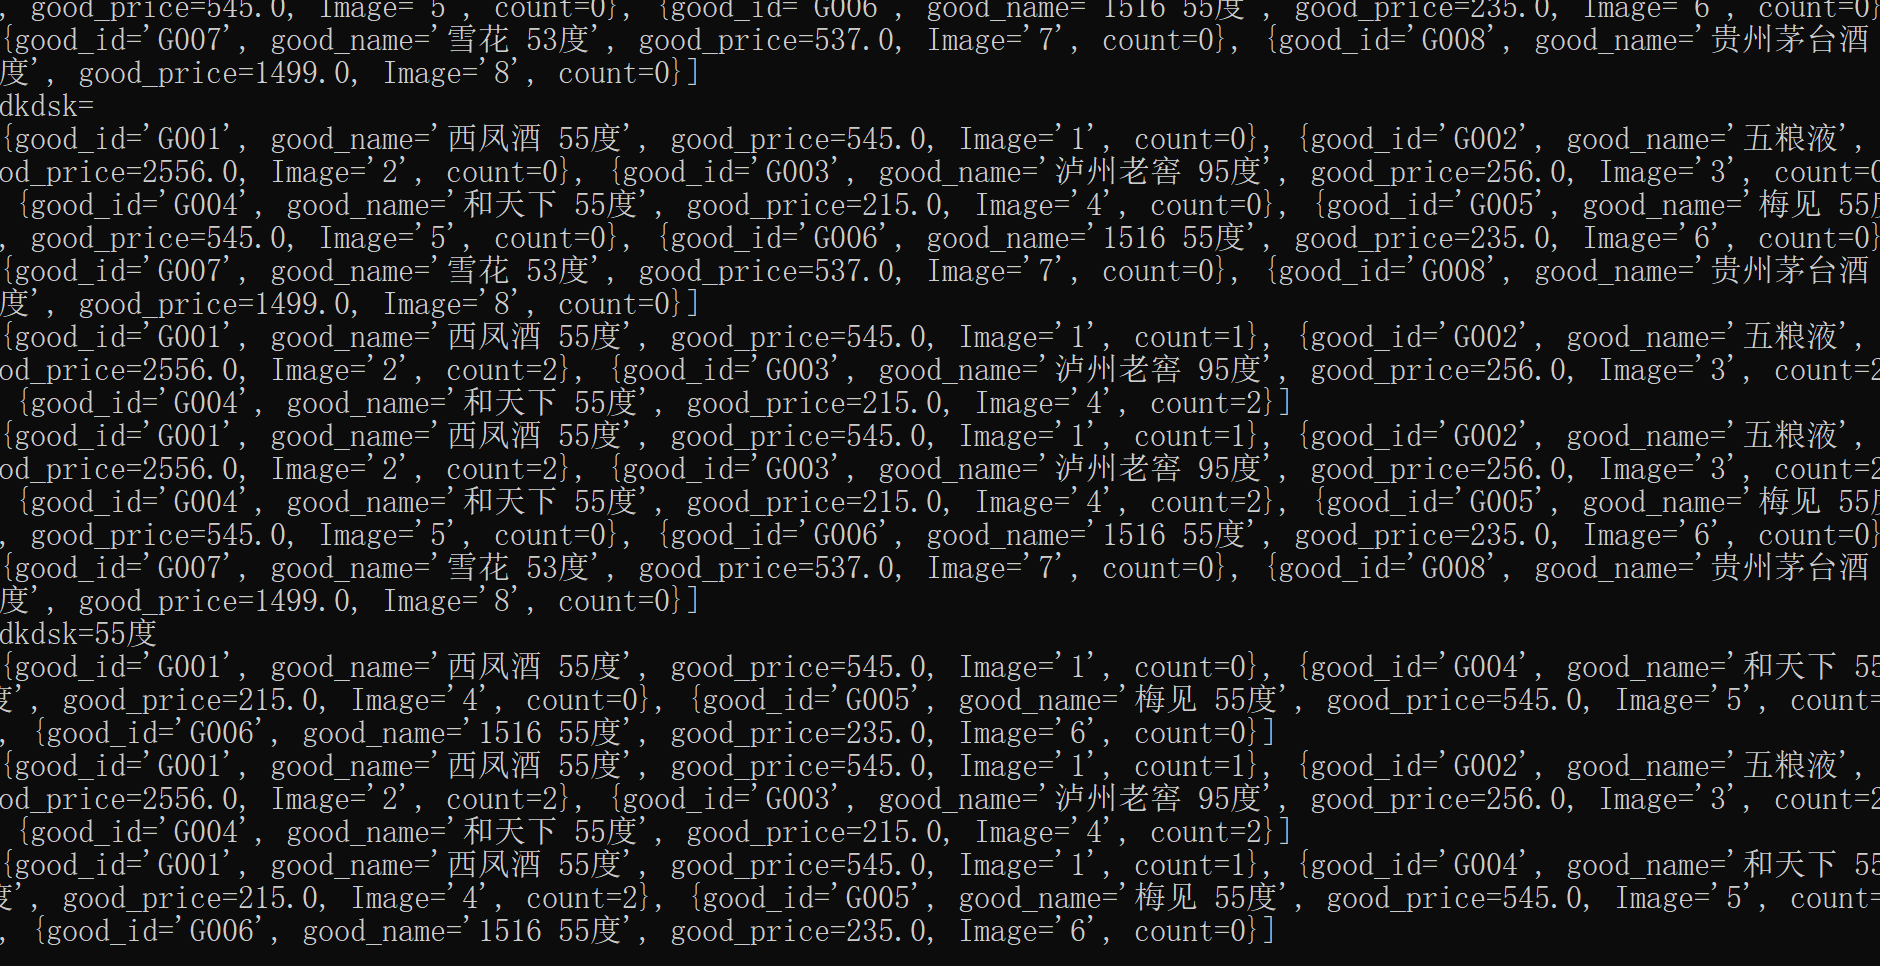 , good_price=545.0, Image='5', count=0}, {good_id='G006', good_name='1516 55度', good_price=235.0, Image='6', count=0}
{good_id='G007', good_name='雪花 53度', good_price=537.0, Image='7', count=0}, {good_id='G008', good_name='贵州茅台酒
度', good_price=1499.0, Image='8', count=0}]
dkdsk=
{good_id='G001', good_name='西凤酒 55度', good_price=545.0, Image='1', count=0}, {good_id='G002', good_name='五粮液',
od_price=2556.0, Image='2', count=0}, {good_id='G003', good_name='泸州老窖 95度', good_price=256.0, Image='3', count=0
{good_id='G004', good_name='和天下 55度', good_price=215.0, Image='4', count=0}, {good_id='G005', good_name='梅见 55度
, good_price=545.0, Image='5', count=0}, {good_id='G006', good_name='1516 55度', good_price=235.0, Image='6', count=0}
{good_id='G007', good_name='雪花 53度', good_price=537.0, Image='7', count=0}, {good_id='G008', good_name='贵州茅台酒
度', good_price=1499.0, Image='8', count=0}]
{good_id='G001', good_name='西凤酒 55度', good_price=545.0, Image='1', count=1}, {good_id='G002', good_name='五粮液',
od_price=2556.0, Image='2', count=2}, {good_id='G003', good_name='泸州老窖 95度', good_price=256.0, Image='3', count=2
{good_id='G004', good_name='和天下 55度', good_price=215.0, Image='4', count=2}]
{good_id='G001', good_name='西凤酒 55度', good_price=545.0, Image='1', count=1}, {good_id='G002', good_name='五粮液',
od_price=2556.0, Image='2', count=2}, {good_id='G003', good_name='泸州老窖 95度', good_price=256.0, Image='3', count=2
{good_id='G004', good_name='和天下 55度', good_price=215.0, Image='4', count=2}, {good_id='G005', good_name='梅见 55度
, good_price=545.0, Image='5', count=0}, {good_id='G006', good_name='1516 55度', good_price=235.0, Image='6', count=0}
{good_id='G007', good_name='雪花 53度', good_price=537.0, Image='7', count=0}, {good_id='G008', good_name='贵州茅台酒
度', good_price=1499.0, Image='8', count=0}]
dkdsk=55度
{good_id='G001', good_name='西凤酒 55度', good_price=545.0, Image='1', count=0}, {good_id='G004', good_name='和天下 55
度', good_price=215.0, Image='4', count=0}, {good_id='G005', good_name='梅见 55度', good_price=545.0, Image='5', count=
, {good_id='G006', good_name='1516 55度', good_price=235.0, Image='6', count=0}]
{good_id='G001', good_name='西凤酒 55度', good_price=545.0, Image='1', count=1}, {good_id='G002', good_name='五粮液',
od_price=2556.0, Image='2', count=2}, {good_id='G003', good_name='泸州老窖 95度', good_price=256.0, Image='3', count=2
{good_id='G004', good_name='和天下 55度', good_price=215.0, Image='4', count=2}]
{good_id='G001', good_name='西凤酒 55度', good_price=545.0, Image='1', count=1}, {good_id='G004', good_name='和天下 55
度', good_price=215.0, Image='4', count=2}, {good_id='G005', good_name='梅见 55度', good_price=545.0, Image='5', count=
, {good_id='G006', good_name='1516 55度', good_price=235.0, Image='6', count=0}]